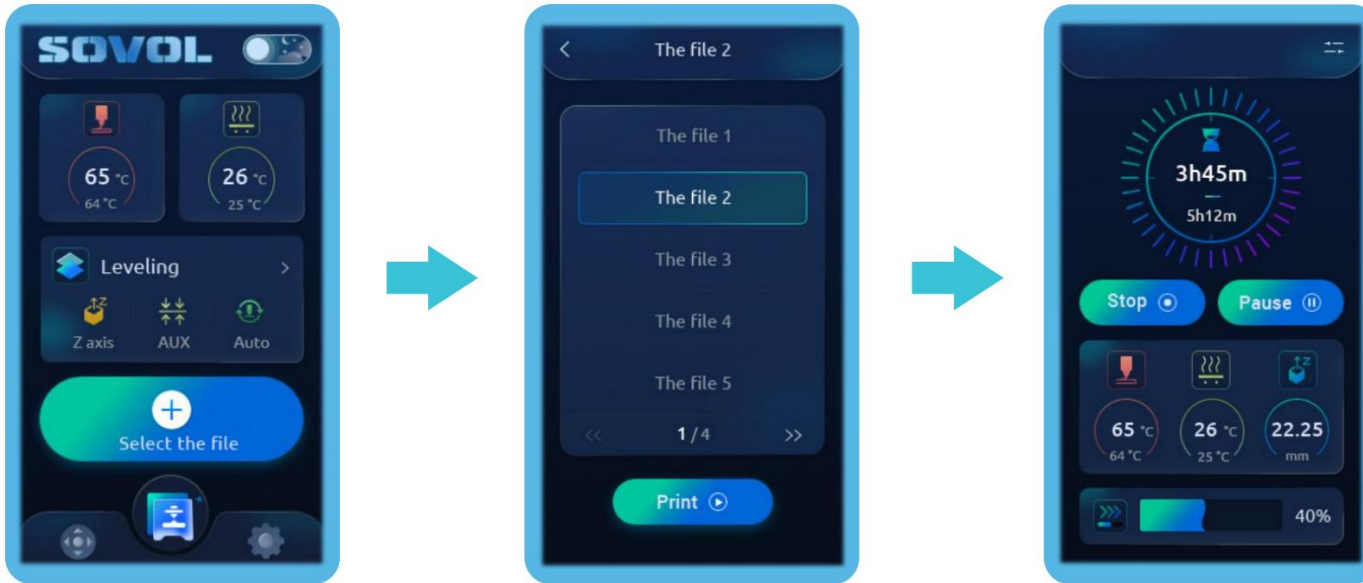 SOVOL
65 °C
64 °C
26 °C
25 °C
Leveling >
Z
Z axis
AUX
Auto
Select the file
< The file 2
The file 1
The file 2
The file 3
The file 4
The file 5
<< 1 / 4 >>
Print
3h45m
5h12m
Stop
Pause
Z
65 °C
64 °C
26 °C
25 °C
22.25
mm
40%